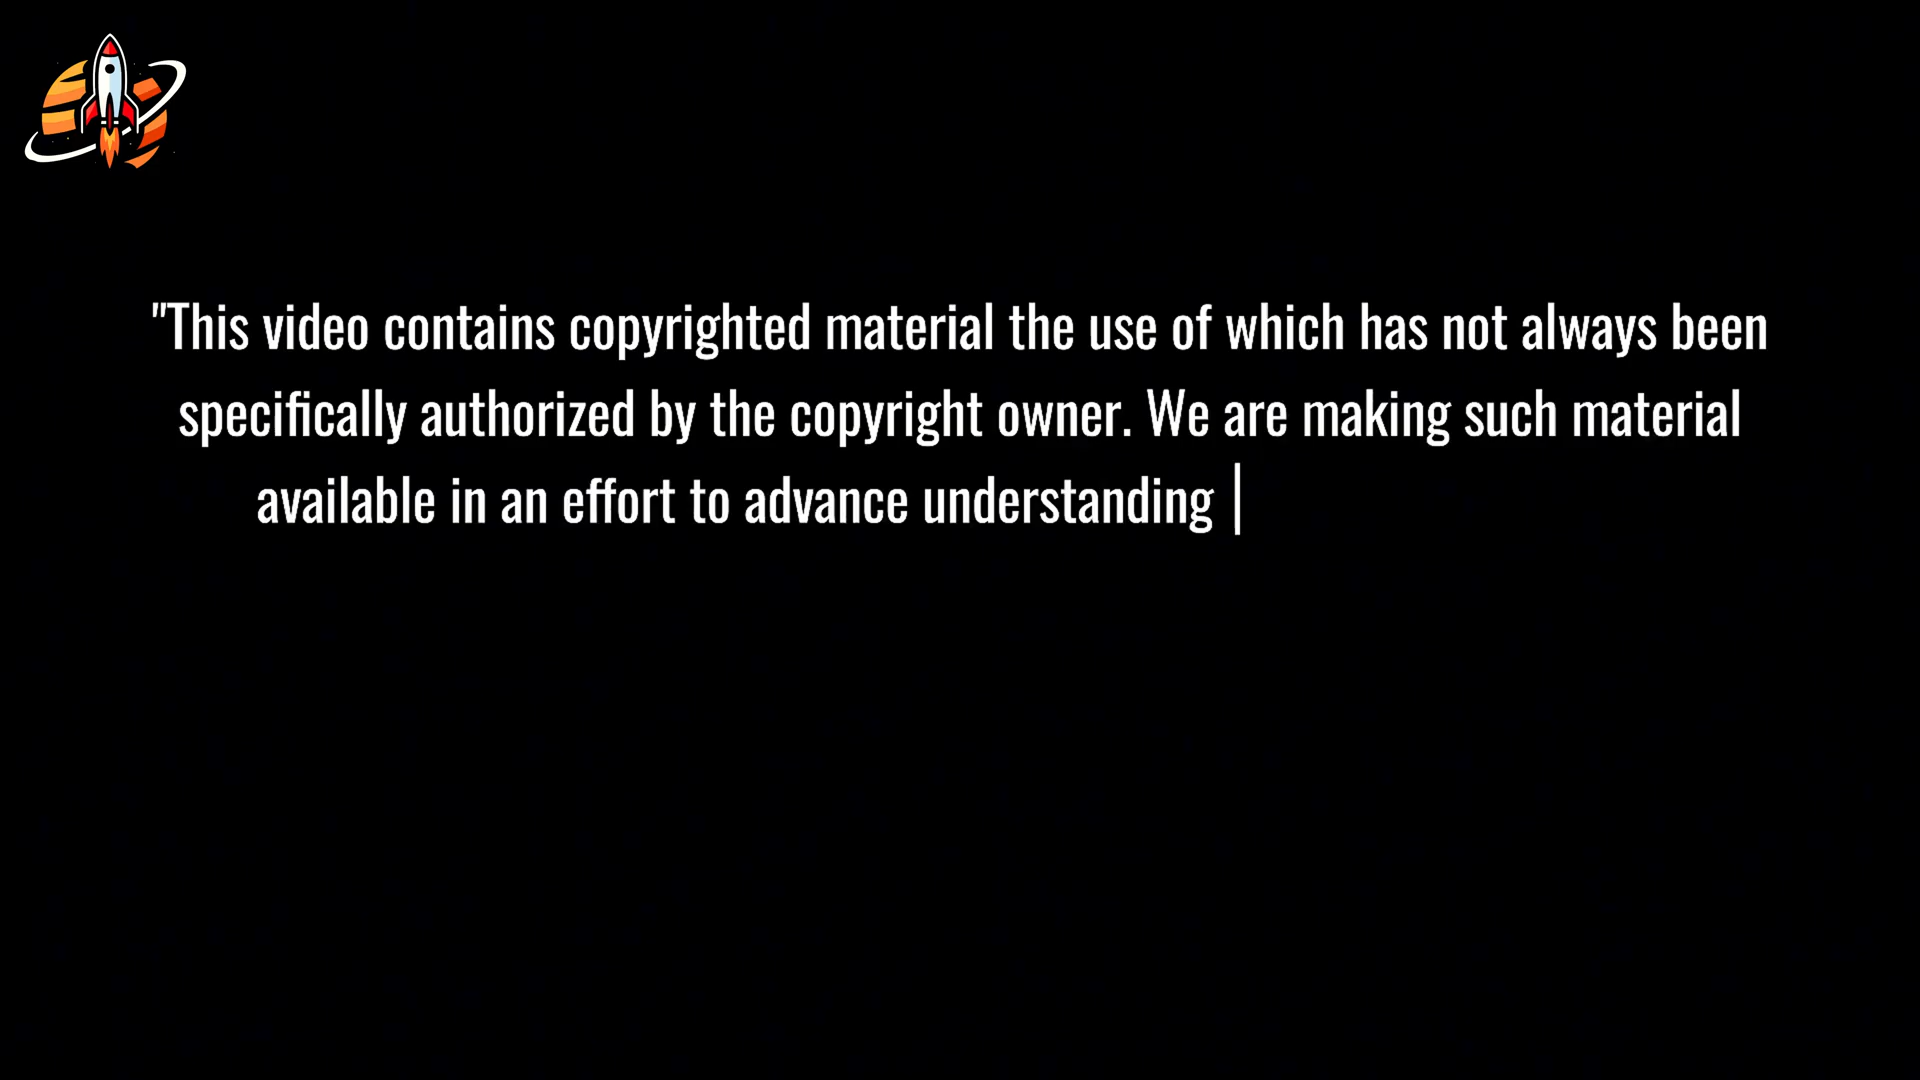 "This video contains copyrighted material the use of which has not always been
specifically authorized by the copyright owner. We are making such material
available in an effort to advance understanding